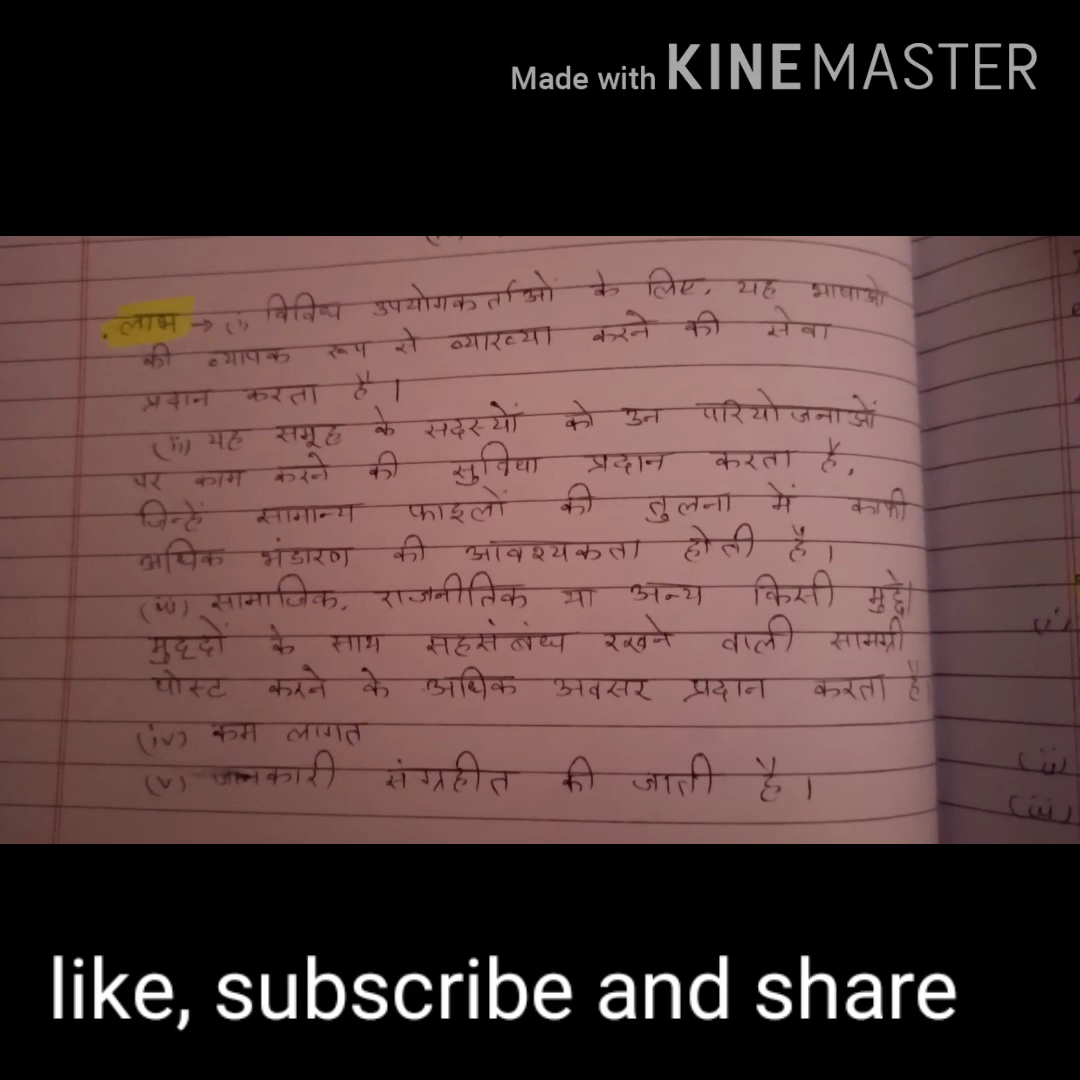 Made with KINEMASTER
लाभ → (i) विविध उपयोगकर्ताओं के लिए, यह भाषाओ
की व्यापक रूप से व्याख्या करने की सेवा
प्रदान करता है ।
(ii) यह समूह के सदस्यों को उन परियोजनाओं
पर काम करने की सुविधा प्रदान करता है,
जिन्हें सामान्य फाइलों की तुलना में काफी
अधिक भंडारण की आवश्यकता होती है ।
(iii) सामाजिक, राजनीतिक या अन्य किसी मुद्दे
मुद्दों के साथ सहसंबंध रखने वाली सामग्री
पोस्ट करने के अधिक अवसर प्रदान करता है
(iv) कम लागत
(v) जानकारी संग्रहीत की जाती है ।
(i)
(ii)
(iii)
like, subscribe and share